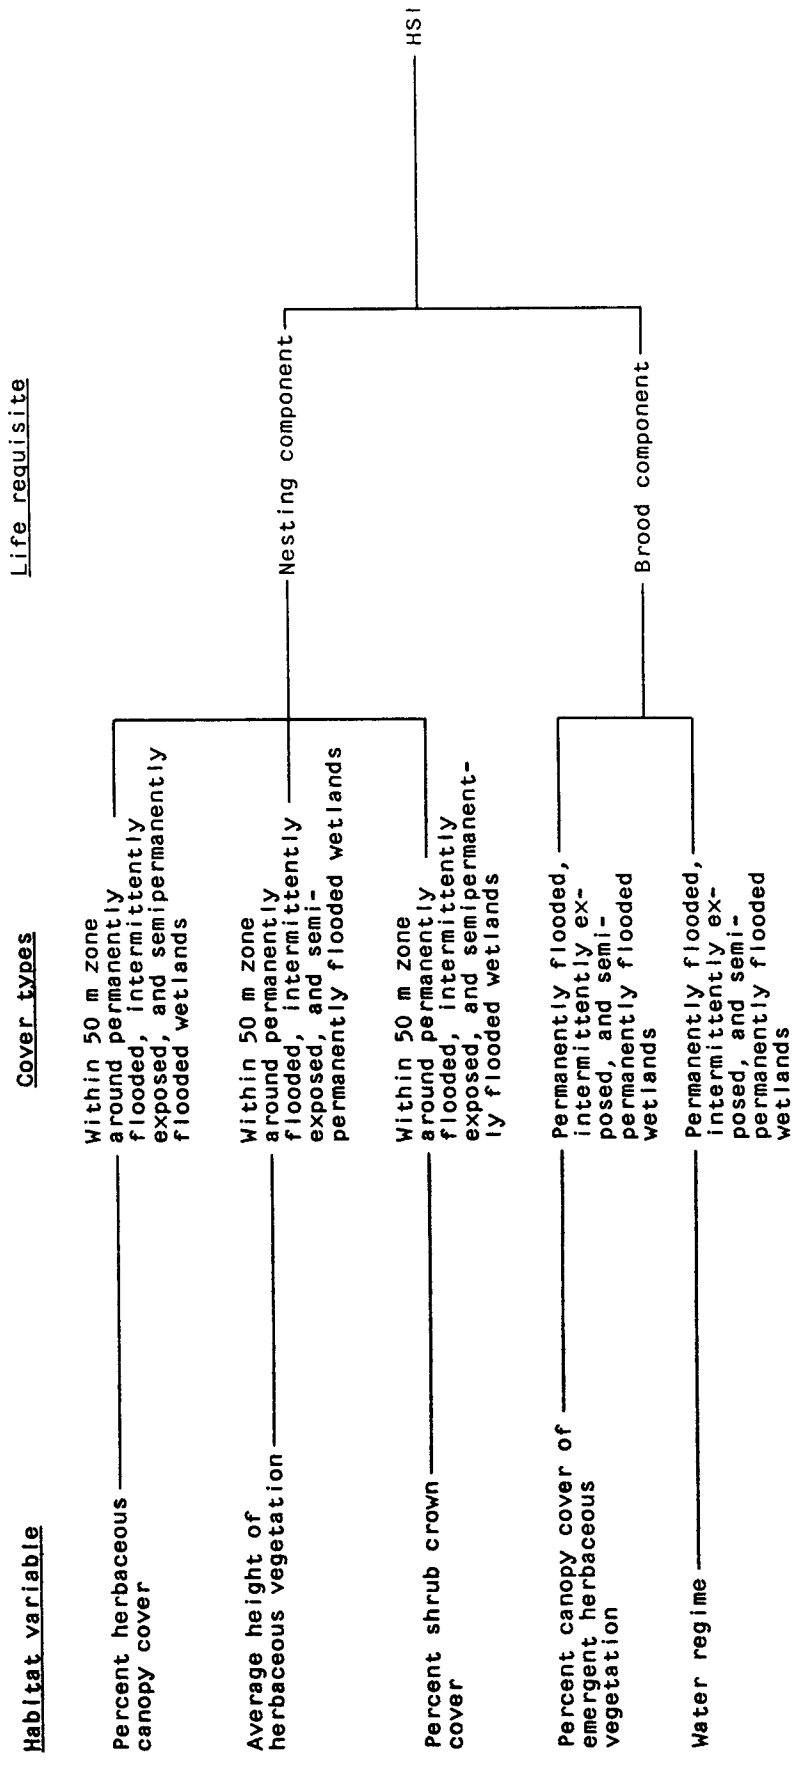 Habitat variable
Cover types
Life requisite
Percent herbaceous
canopy cover
Within 50 m zone
around permanently
flooded, intermittently
exposed, and semipermanently
flooded wetlands
Average height of
herbaceous vegetation
Within 50 m zone
around permanently
flooded, intermittently
exposed, and semi-
permanently flooded wetlands
Nesting component
Percent shrub crown
cover
Within 50 m zone
around permanently
flooded, intermittently
exposed, and semipermanent-
ly flooded wetlands
HSI
Percent canopy cover of
emergent herbaceous
vegetation
Permanently flooded,
intermittently ex-
posed, and semi-
permanently flooded
wetlands
Brood component
Water regime
Permanently flooded,
intermittently ex-
posed, and semi-
permanently flooded
wetlands